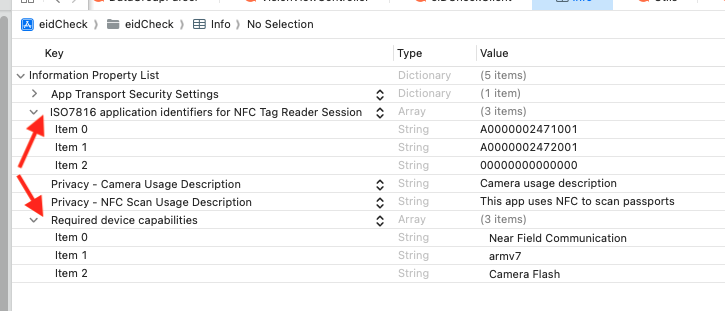 eidCheck eidCheck Info No Selection
Key Type Value
Information Property List Dictionary (5 items)
App Transport Security Settings Dictionary (1 item)
ISO7816 application identifiers for NFC Tag Reader Session Array (3 items)
Item 0 String A0000002471001
Item 1 String A0000002472001
Item 2 String 00000000000000
Privacy - Camera Usage Description String Camera usage description
Privacy - NFC Scan Usage Description String This app uses NFC to scan passports
Required device capabilities Array (3 items)
Item 0 String Near Field Communication
Item 1 String armv7
Item 2 String Camera Flash